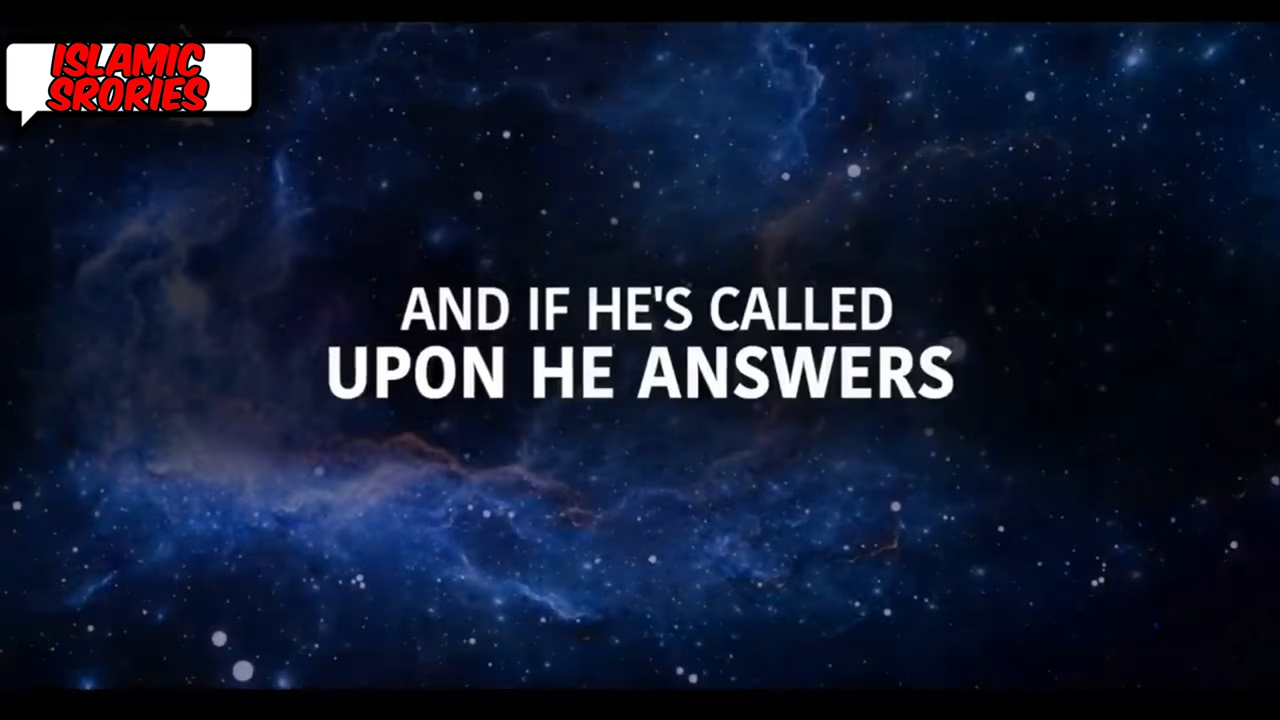 ISLAMIC
SRORIES
AND IF HE'S CALLED
UPON HE ANSWERS